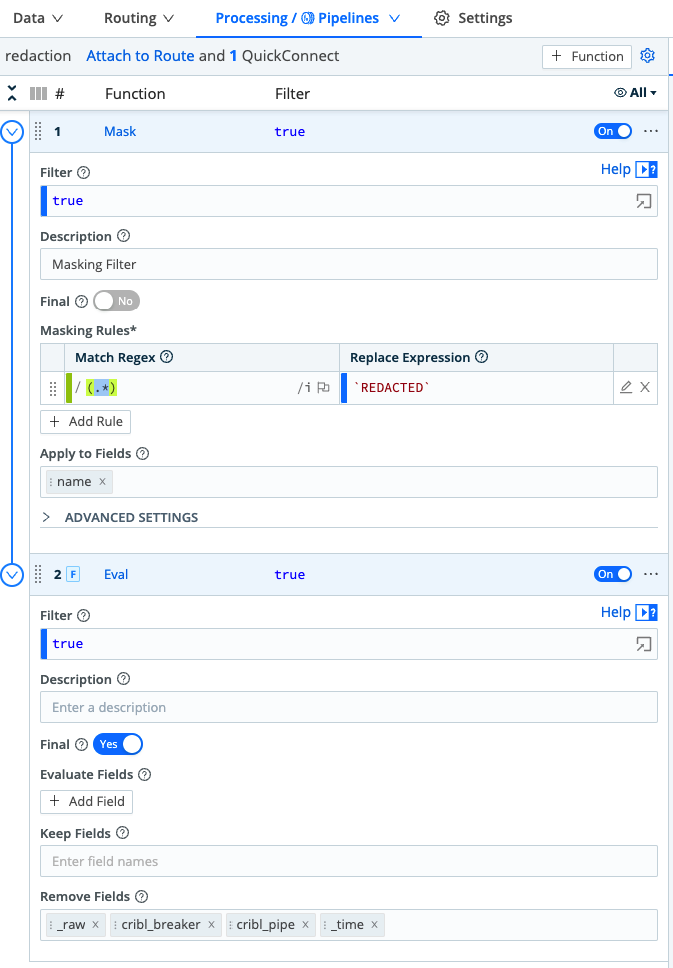 Data Routing Processing / Pipelines Settings
redaction Attach to Route and 1 QuickConnect + Function
# Function Filter All
1 Mask true On ...
Filter ? Help ?
true
Description ?
Masking Filter
Final ? No
Masking Rules*
Match Regex ? Replace Expression ?
/ (.*) /i `REDACTED` X
+ Add Rule
Apply to Fields ?
name x
> ADVANCED SETTINGS
2 F Eval true On ...
Filter ? Help ?
true
Description ?
Enter a description
Final ? Yes
Evaluate Fields ?
+ Add Field
Keep Fields ?
Enter field names
Remove Fields ?
_raw x cribl_breaker x cribl_pipe x _time x